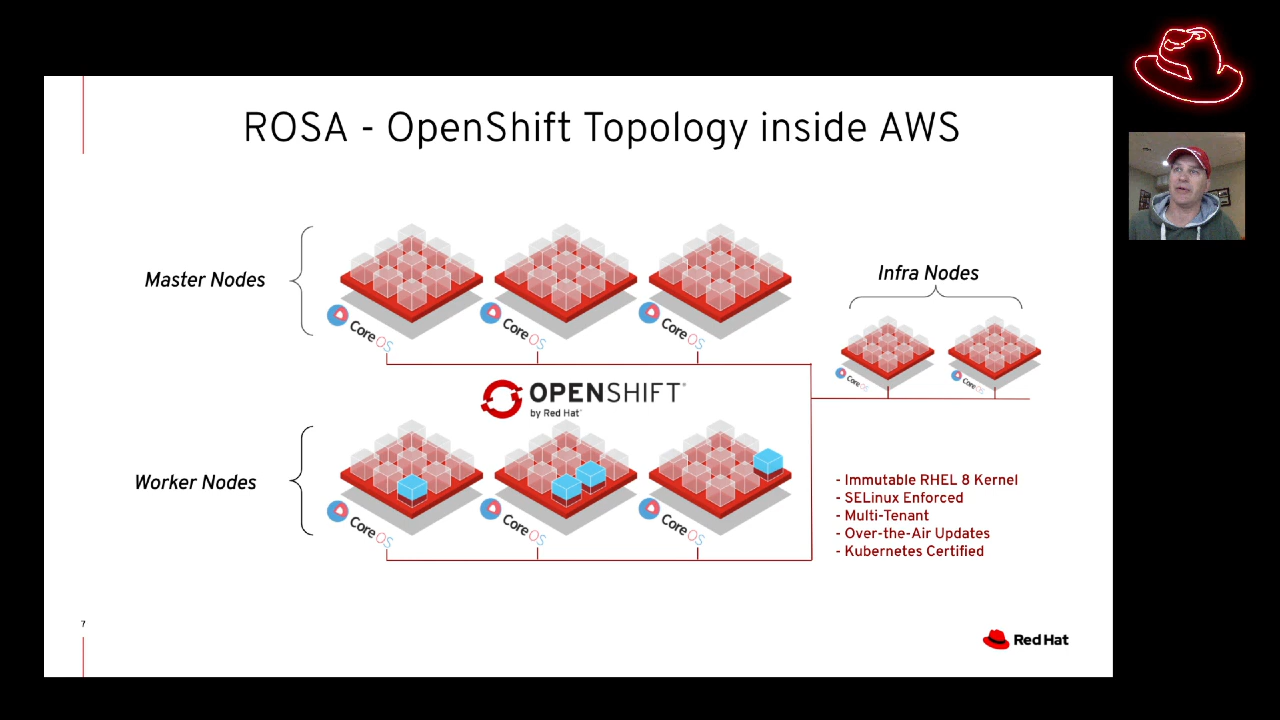 ROSA - OpenShift Topology inside AWS
Master Nodes
CoreOS
CoreOS
CoreOS
Infra Nodes
CoreOS
CoreOS
OPENSHIFT
by Red Hat
Worker Nodes
CoreOS
CoreOS
CoreOS
- Immutable RHEL 8 Kernel
- SELinux Enforced
- Multi-Tenant
- Over-the-Air Updates
- Kubernetes Certified
7
Red Hat